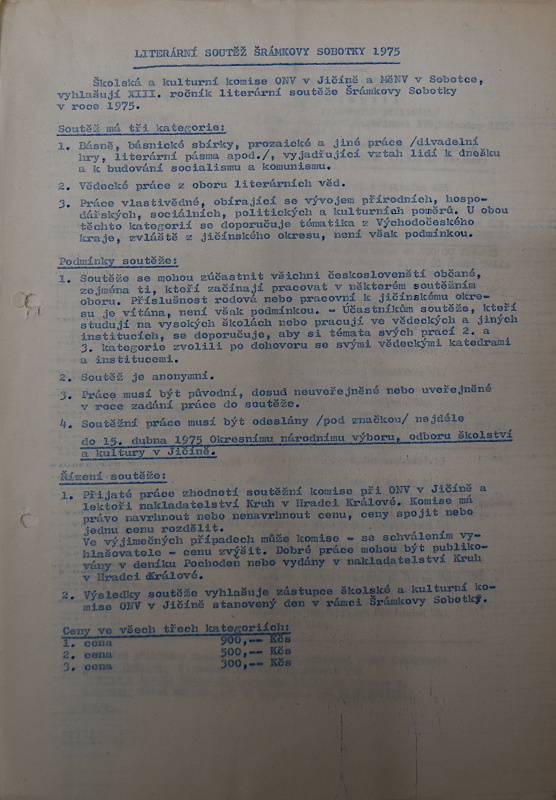 LITERÁRNÍ SOUTĚŽ ŠRÁMKOVY SOBOTKY 1975
Školská a kulturní komise ONV v Jičíně a MěNV v Sobotce,
vyhlašují XIII. ročník literární soutěže Šrámkovy Sobotky
v roce 1975.
Soutěž má tři kategorie:
1. Básně, básnické sbírky, prozaické a jiné práce /divadelní
hry, literární pásma apod./, vyjadřující vztah lidí k dnešku
a k budování socialismu a komunismu.
2. Vědecké práce z oboru literárních věd.
3. Práce vlastivědné, obírající se vývojem přírodních, hospo-
dářských, sociálních, politických a kulturních poměrů. U obou
těchto kategorií se doporučuje tématika z Východočeského
kraje, zvláště z jičínského okresu, není však podmínkou.
Podmínky soutěže:
1. Soutěže se mohou zúčastnit všichni českoslovenští občané,
zejména ti, kteří začínají pracovat v některém soutěžním
oboru. Příslušnost rodová nebo pracovní k jičínskému okre-
su je vítána, není však podmínkou. - Účastníkům soutěže, kteří
studují na vysokých školách nebo pracují ve vědeckých a jiných
institucích, se doporučuje, aby si témata svých prací 2. a
3. kategorie zvolili po dohovoru se svými vědeckými katedrami
a institucemi.
2. Soutěž je anonymní.
3. Práce musí být původní, dosud neuveřejněné nebo uveřejněné
v roce zadání práce do soutěže.
4. Soutěžní práce musí být odeslány /pod značkou/ nejdéle
do 15. dubna 1975 Okresnímu národnímu výboru, odboru školství
a kultury v Jičíně.
Řízení soutěže:
1. Přijaté práce zhodnotí soutěžní komise při ONV v Jičíně a
lektoři nakladatelství Kruh v Hradci Králové. Komise má
právo navrhnout nebo nenavrhnout cenu, ceny spojit nebo
jednu cenu rozdělit.
Ve výjimečných případech může komise - se schválením vy-
hlašovatele - cenu zvýšit. Dobré práce mohou být publiko-
vány v deníku Pochodeň nebo vydány v nakladatelství Kruh
v Hradci Králové.
2. Výsledky soutěže vyhlašuje zástupce školské a kulturní ko-
mise ONV v Jičíně stanovený den v rámci Šrámkovy Sobotky.
Ceny ve všech třech kategoriích:
1. cena 900,-- Kčs
2. cena 500,-- Kčs
3. cena 300,-- Kčs